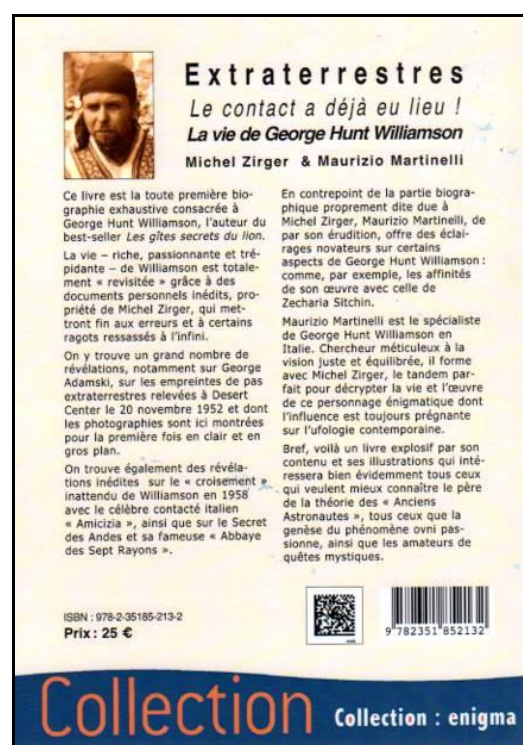 Extraterrestres
Le contact a déjà eu lieu !
La vie de George Hunt Williamson
Michel Zirger & Maurizio Martinelli
Ce livre est la toute première bio-
graphie exhaustive consacrée à
George Hunt Williamson, l'auteur du
best-seller Les gîtes secrets du lion.
La vie – riche, passionnante et tré-
pidante – de Williamson est totale-
ment « revisitée » grâce à des
documents personnels inédits, pro-
priété de Michel Zirger, qui met-
tront fin aux erreurs et à certains
ragots ressassés à l'infini.
On y trouve un grand nombre de
révélations, notamment sur George
Adamski, sur les empreintes de pas
extraterrestres relevées à Desert
Center le 20 novembre 1952 et dont
les photographies sont ici montrées
pour la première fois en clair et en
gros plan.
On trouve également des révéla-
tions inédites sur le « croisement »
inattendu de Williamson en 1958
avec le célèbre contacté italien
« Amicizia », ainsi que sur le Secret
des Andes et sa fameuse « Abbaye
des Sept Rayons ».
En contrepoint de la partie biogra-
phique proprement dite due à
Michel Zirger, Maurizio Martinelli, de
par son érudition, offre des éclai-
rages novateurs sur certains
aspects de George Hunt Williamson :
comme, par exemple, les affinités
de son œuvre avec celle de
Zecharia Sitchin.
Maurizio Martinelli est le spécialiste
de George Hunt Williamson en
Italie. Chercheur méticuleux à la
vision juste et équilibrée, il forme
avec Michel Zirger, le tandem par-
fait pour décrypter la vie et l'œuvre
de ce personnage énigmatique dont
l'influence est toujours prégnante
sur l'ufologie contemporaine.
Bref, voilà un livre explosif par son
contenu et ses illustrations qui inté-
ressera bien évidemment tous ceux
qui veulent mieux connaître le père
de la théorie des « Anciens
Astronautes », tous ceux que la
genèse du phénomène ovni pas-
sionne, ainsi que les amateurs de
quêtes mystiques.
ISBN : 978-2-35185-213-2
Prix : 25 €
9 782351 852132
Collection
Collection : enigma